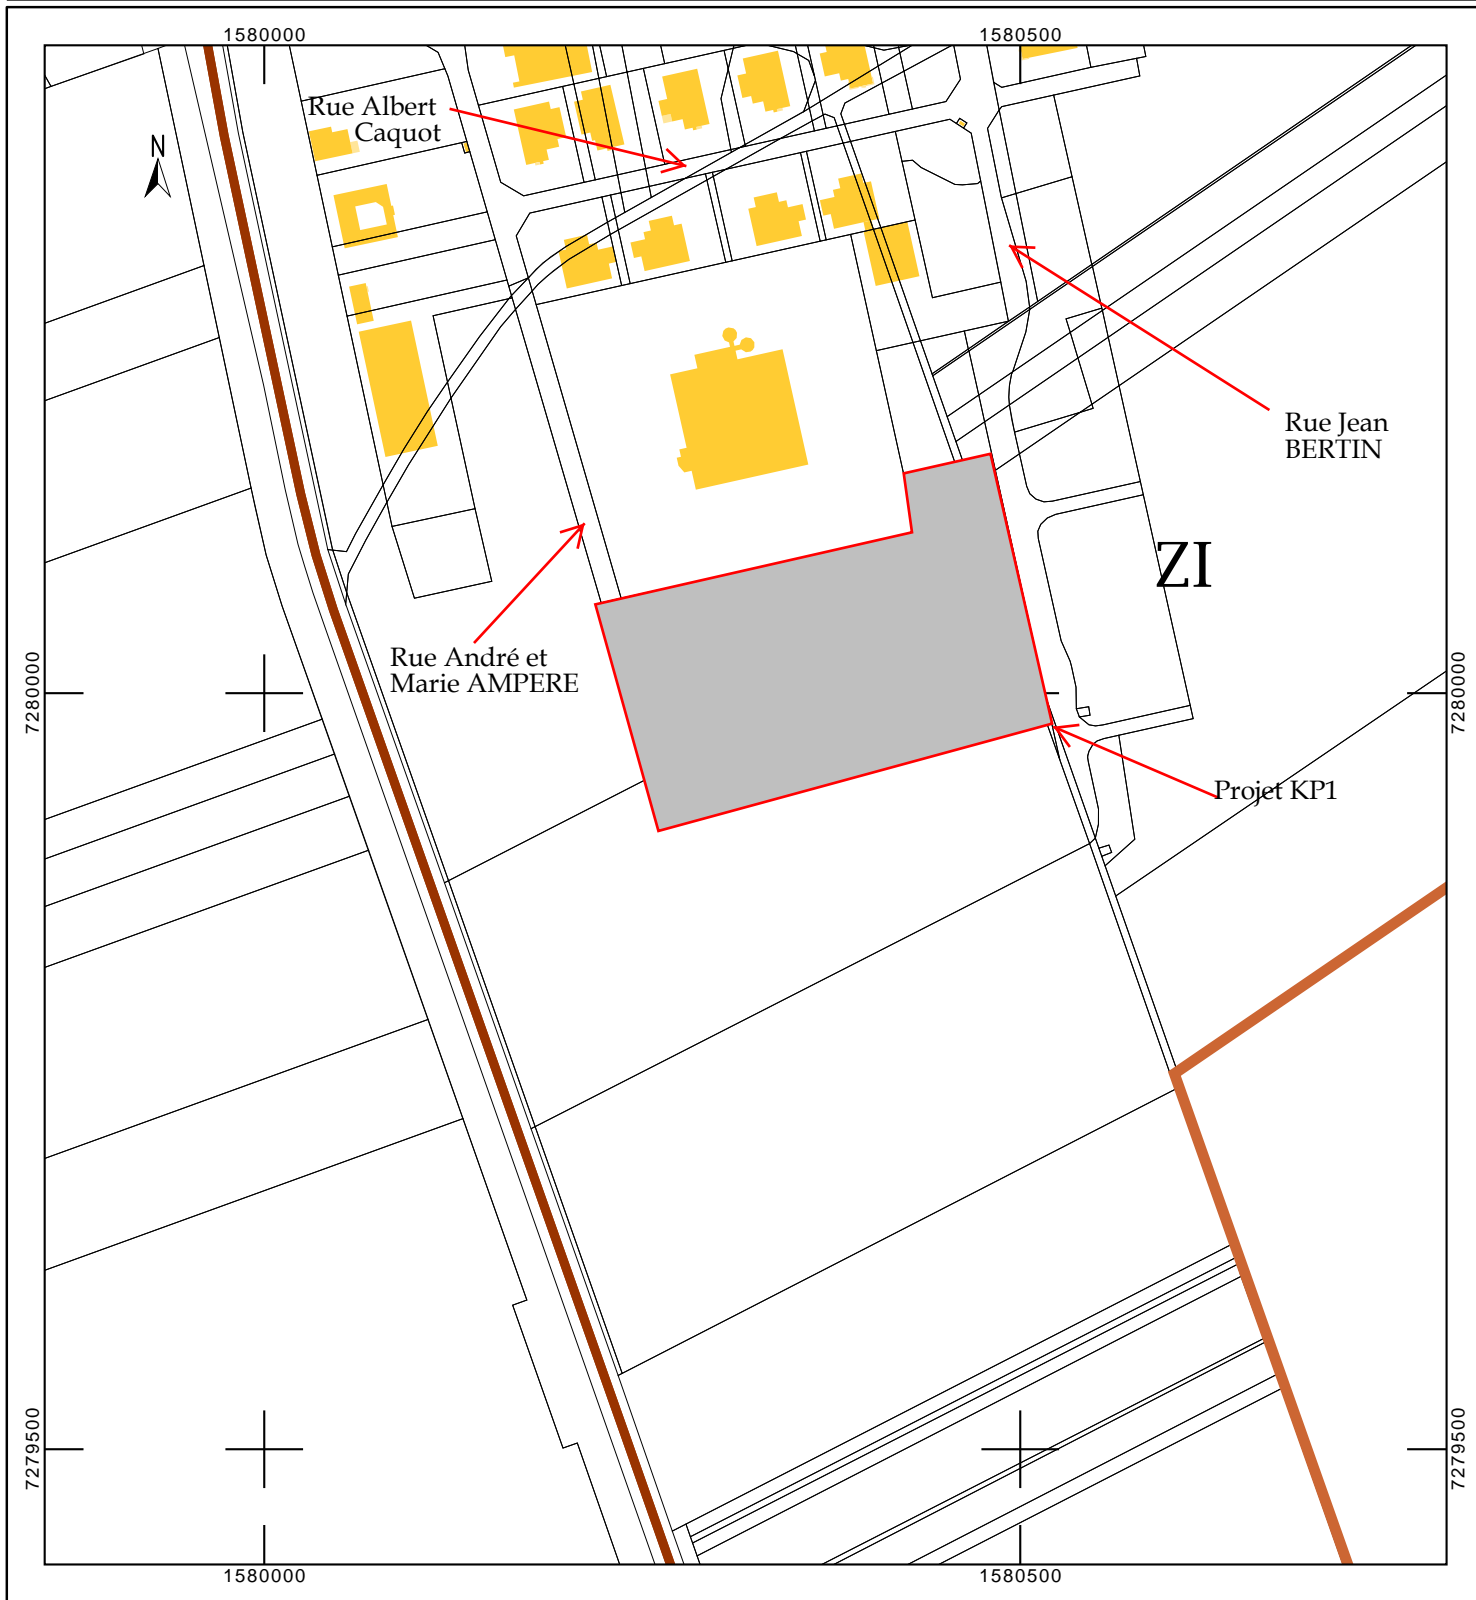 1580000
1580500
Rue Albert
Caquot
N
Rue Jean
BERTIN
ZI
Rue André et
Marie AMPERE
7280000
7280000
Projet KP1
7279500
7279500
1580000
1580500